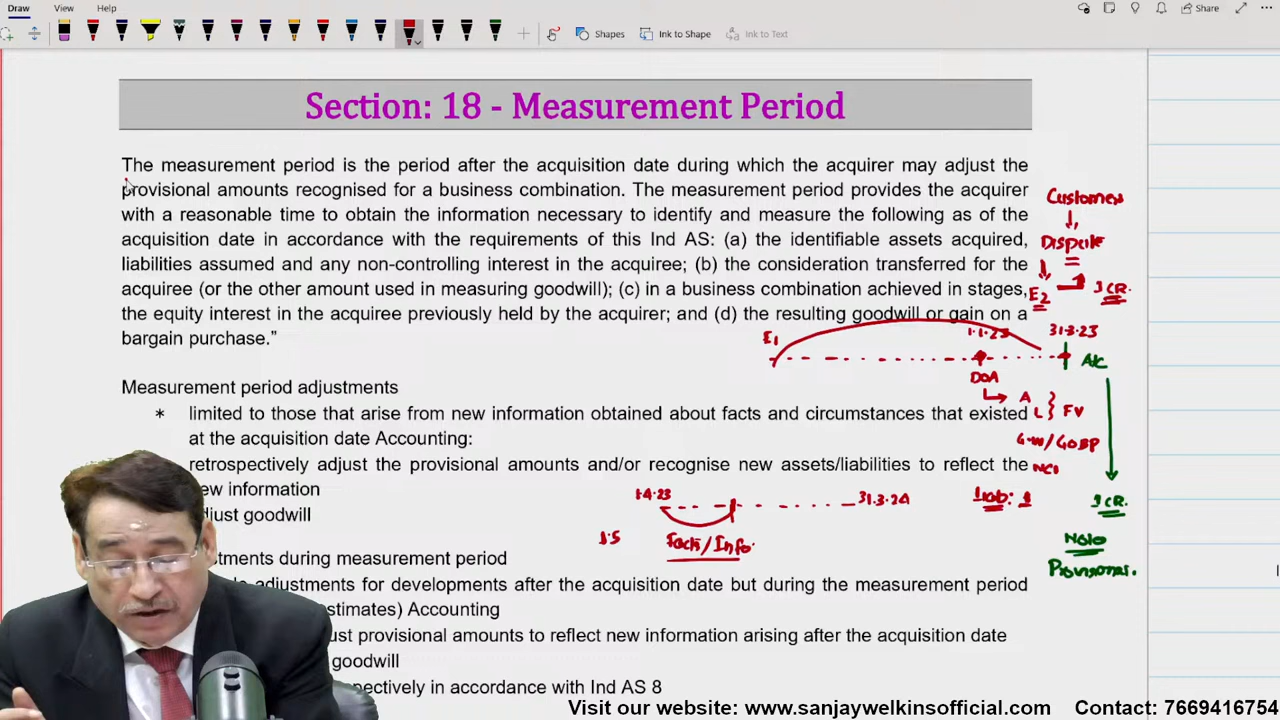 Draw View Help
Share
Shapes Ink to Shape Ink to Text
Section: 18 - Measurement Period
The measurement period is the period after the acquisition date during which the acquirer may adjust the
provisional amounts recognised for a business combination. The measurement period provides the acquirer
with a reasonable time to obtain the information necessary to identify and measure the following as of the
acquisition date in accordance with the requirements of this Ind AS: (a) the identifiable assets acquired,
liabilities assumed and any non-controlling interest in the acquiree; (b) the consideration transferred for the
acquiree (or the other amount used in measuring goodwill); (c) in a business combination achieved in stages,
the equity interest in the acquiree previously held by the acquirer; and (d) the resulting goodwill or gain on a
bargain purchase."
Customers
Dispute
E2 1 CR.
E1 1.1.23 31.3.23
DOA A/C
A
L } FV
G.W/GOBP
NCI
Measurement period adjustments
* limited to those that arise from new information obtained about facts and circumstances that existed
at the acquisition date Accounting:
retrospectively adjust the provisional amounts and/or recognise new assets/liabilities to reflect the
ew information
djust goodwill
1.4.23 31.3.24 Liab: 1 1 CR.
1.5 Facts/Info. Note
Provisional.
stments during measurement period
adjustments for developments after the acquisition date but during the measurement period
stimates) Accounting
ust provisional amounts to reflect new information arising after the acquisition date
goodwill
pectively in accordance with Ind AS 8
Visit our website: www.sanjaywelkinsofficial.com Contact: 7669416754